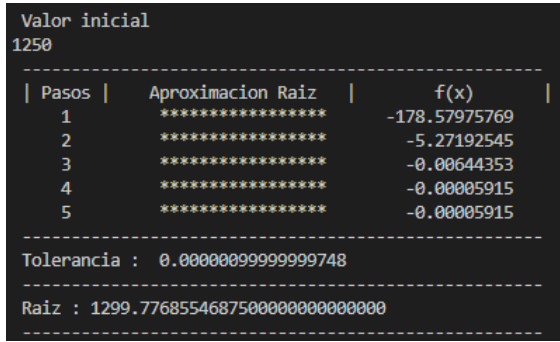 Valor inicial
1250
-----------------------------------------------------
| Pasos |    Aproximacion Raiz   |        f(x)        |
1         *****************      -178.57975769
2         *****************        -5.27192545
3         *****************        -0.00644353
4         *****************        -0.00005915
5         *****************        -0.00005915
-----------------------------------------------------
Tolerancia :  0.00000099999999748
-----------------------------------------------------
Raiz : 1299.7768554687500000000000000
-----------------------------------------------------